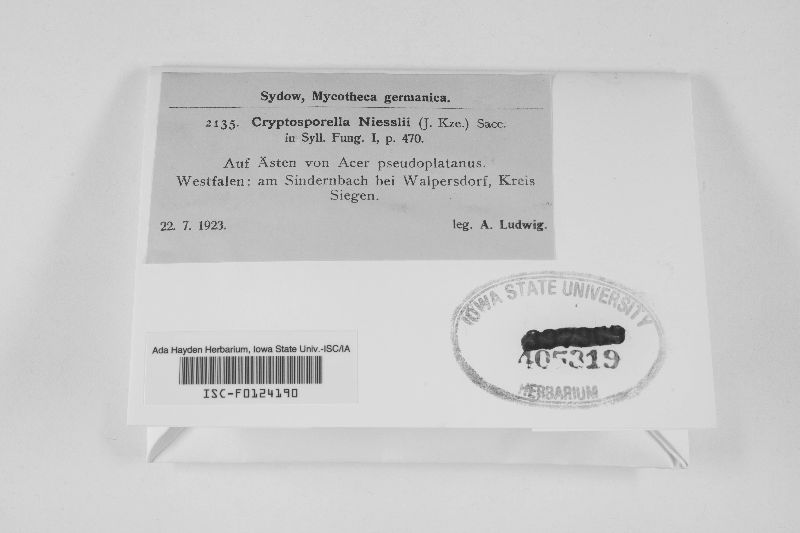 Sydow, Mycotheca germanica.
2135. Cryptosporella Niesslii (J. Kze.) Sacc.
in Syll. Fung. I, p. 470.
Auf Ästen von Acer pseudoplatanus.
Westfalen: am Sindernbach bei Walpersdorf, Kreis
Siegen.
22. 7. 1923. leg. A. Ludwig.
IOWA STATE UNIVERSITY
405319
HERBARIUM
Ada Hayden Herbarium, Iowa State Univ.-ISC/IA
ISC-F0124190